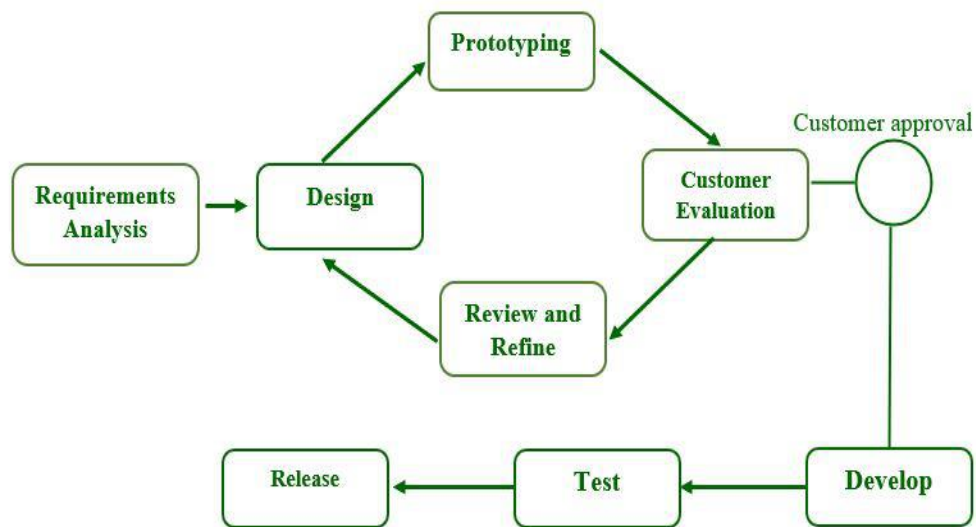 Prototyping
Customer approval
Requirements
Analysis
Design
Customer
Evaluation
Review and
Refine
Release
Test
Develop